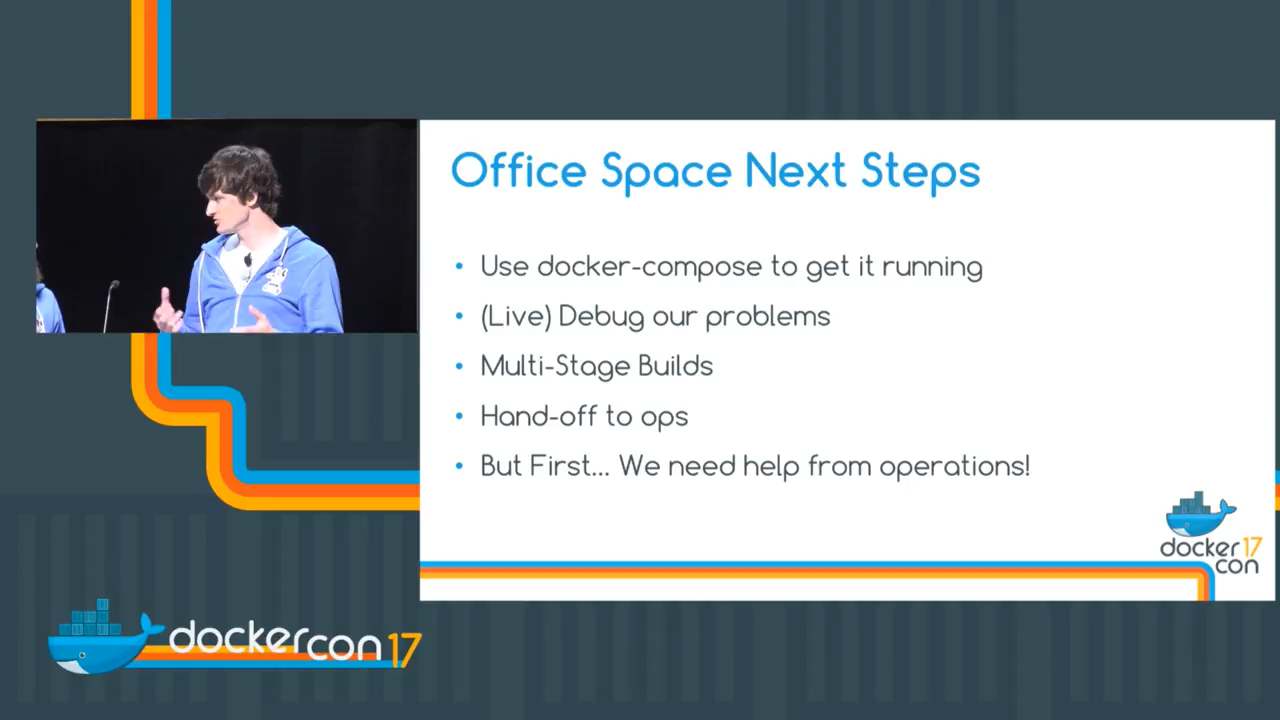 Office Space Next Steps
• Use docker-compose to get it running
• (Live) Debug our problems
• Multi-Stage Builds
• Hand-off to ops
• But First... We need help from operations!
docker 17
con
dockercon 17